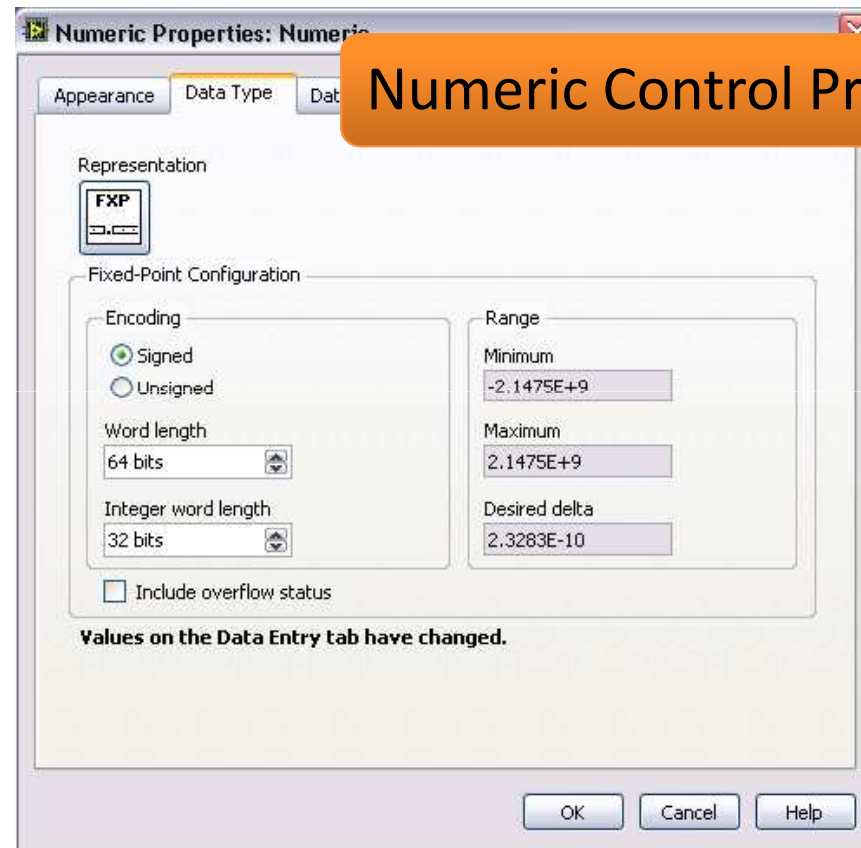 Numeric Properties: Numeric
Numeric Control Pr
Appearance Data Type Dat
Representation
FXP
Fixed-Point Configuration
Encoding
Signed
Unsigned
Word length
64 bits
Integer word length
32 bits
Include overflow status
Range
Minimum
-2.1475E+9
Maximum
2.1475E+9
Desired delta
2.3283E-10
Values on the Data Entry tab have changed.
OK Cancel Help